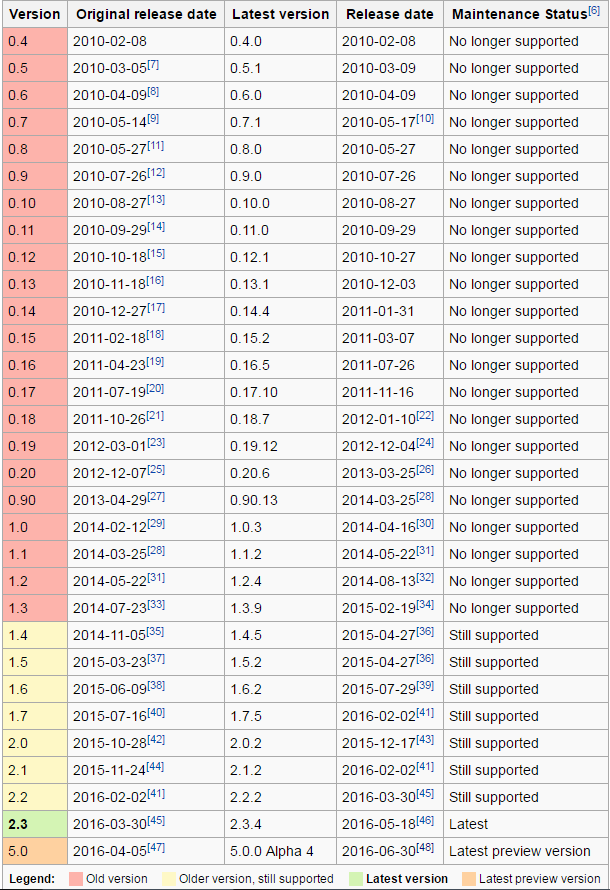 Version Original release date Latest version Release date Maintenance Status[6]
0.4 2010-02-08 0.4.0 2010-02-08 No longer supported
0.5 2010-03-05[7] 0.5.1 2010-03-09 No longer supported
0.6 2010-04-09[8] 0.6.0 2010-04-09 No longer supported
0.7 2010-05-14[9] 0.7.1 2010-05-17[10] No longer supported
0.8 2010-05-27[11] 0.8.0 2010-05-27 No longer supported
0.9 2010-07-26[12] 0.9.0 2010-07-26 No longer supported
0.10 2010-08-27[13] 0.10.0 2010-08-27 No longer supported
0.11 2010-09-29[14] 0.11.0 2010-09-29 No longer supported
0.12 2010-10-18[15] 0.12.1 2010-10-27 No longer supported
0.13 2010-11-18[16] 0.13.1 2010-12-03 No longer supported
0.14 2010-12-27[17] 0.14.4 2011-01-31 No longer supported
0.15 2011-02-18[18] 0.15.2 2011-03-07 No longer supported
0.16 2011-04-23[19] 0.16.5 2011-07-26 No longer supported
0.17 2011-07-19[20] 0.17.10 2011-11-16 No longer supported
0.18 2011-10-26[21] 0.18.7 2012-01-10[22] No longer supported
0.19 2012-03-01[23] 0.19.12 2012-12-04[24] No longer supported
0.20 2012-12-07[25] 0.20.6 2013-03-25[26] No longer supported
0.90 2013-04-29[27] 0.90.13 2014-03-25[28] No longer supported
1.0 2014-02-12[29] 1.0.3 2014-04-16[30] No longer supported
1.1 2014-03-25[28] 1.1.2 2014-05-22[31] No longer supported
1.2 2014-05-22[31] 1.2.4 2014-08-13[32] No longer supported
1.3 2014-07-23[33] 1.3.9 2015-02-19[34] No longer supported
1.4 2014-11-05[35] 1.4.5 2015-04-27[36] Still supported
1.5 2015-03-23[37] 1.5.2 2015-04-27[36] Still supported
1.6 2015-06-09[38] 1.6.2 2015-07-29[39] Still supported
1.7 2015-07-16[40] 1.7.5 2016-02-02[41] Still supported
2.0 2015-10-28[42] 2.0.2 2015-12-17[43] Still supported
2.1 2015-11-24[44] 2.1.2 2016-02-02[41] Still supported
2.2 2016-02-02[41] 2.2.2 2016-03-30[45] Still supported
2.3 2016-03-30[45] 2.3.4 2016-05-18[46] Latest
5.0 2016-04-05[47] 5.0.0 Alpha 4 2016-06-30[48] Latest preview version
Legend: Old version Older version, still supported Latest version Latest preview version